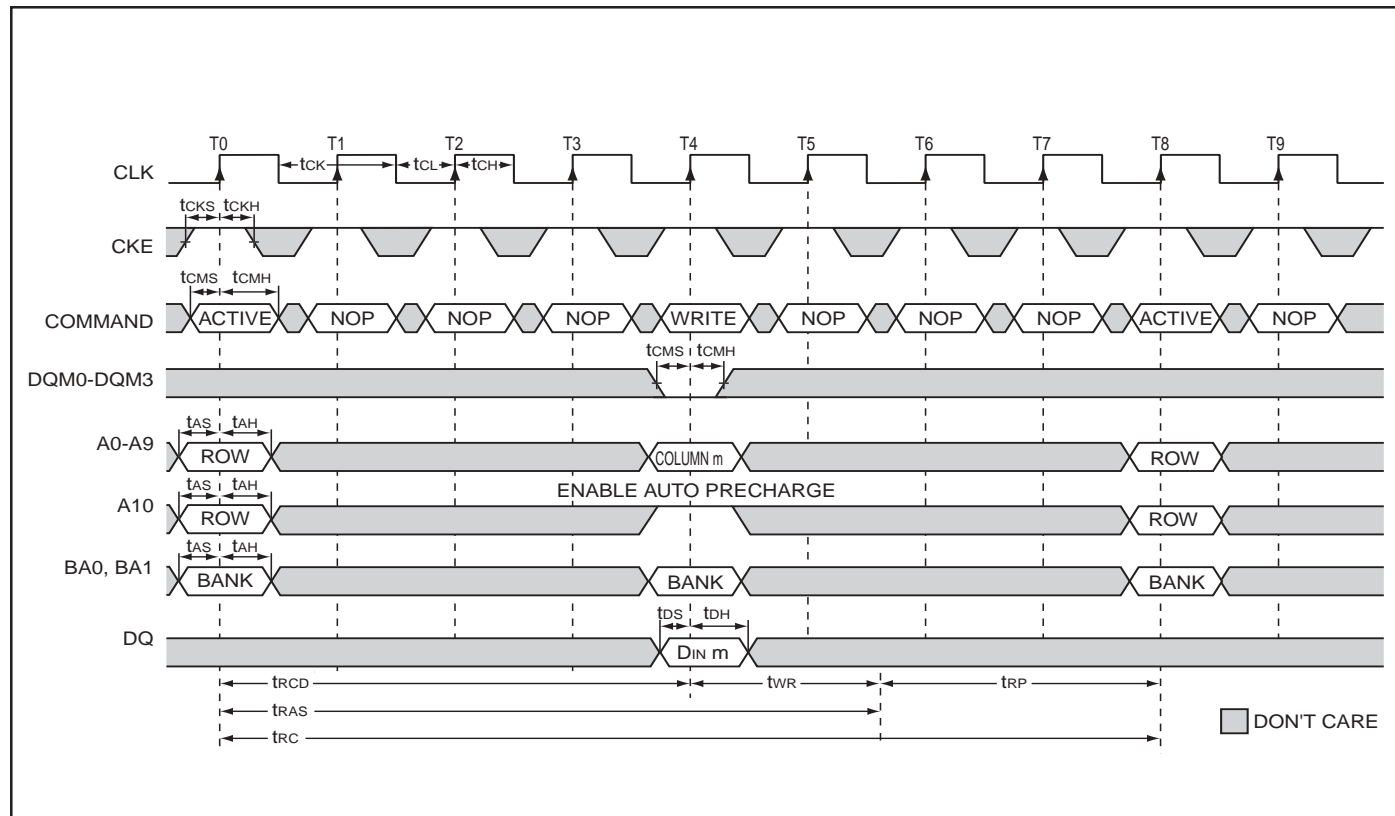 T0 T1 T2 T3 T4 T5 T6 T7 T8 T9
CLK tCK tCL tCH
tCKS tCKH
CKE
tCMS tCMH
COMMAND ACTIVE NOP NOP NOP WRITE NOP NOP NOP ACTIVE NOP
tCMS tCMH
DQM0-DQM3
tAS tAH
A0-A9 ROW COLUMN m ROW
tAS tAH ENABLE AUTO PRECHARGE
A10 ROW ROW
tAS tAH
BA0, BA1 BANK BANK BANK
tDS tDH
DQ DIN m
tRCD tWR tRP
tRAS
DON'T CARE
tRC